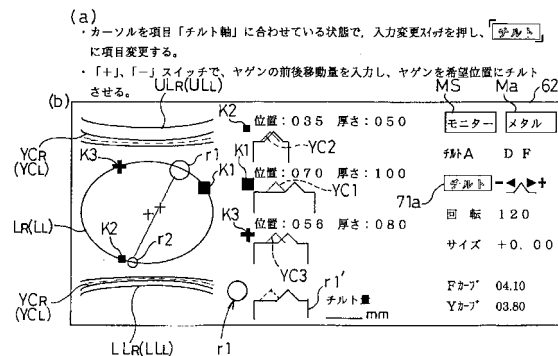 (a)
・カーソルを項目「チルト軸」に合わせている状態で、入力変更スイッチを押し、「チルト」
に項目変更する。
・「+」、「−」スイッチで、ヤゲンの前後移動量を入力し、ヤゲンを希望位置にチルト
させる。
(b)
ULR(ULL)
MS
Ma
62
YCR
(YCL)
K3
r1
K1
K2
位置:035 厚さ:050
YC2
モニター
メタル
チルトA
D F
K1
位置:070 厚さ:100
YC1
71a
チルト
-◀▶+
LR(LL)
K2
r2
K3
位置:056 厚さ:080
YC3
回 転 120
サイズ +0.00
YCR
(YCL)
LLR(LLL)
r1
r1'
チルト量
mm
Fカーブ 04.10
Yカーブ 03.80